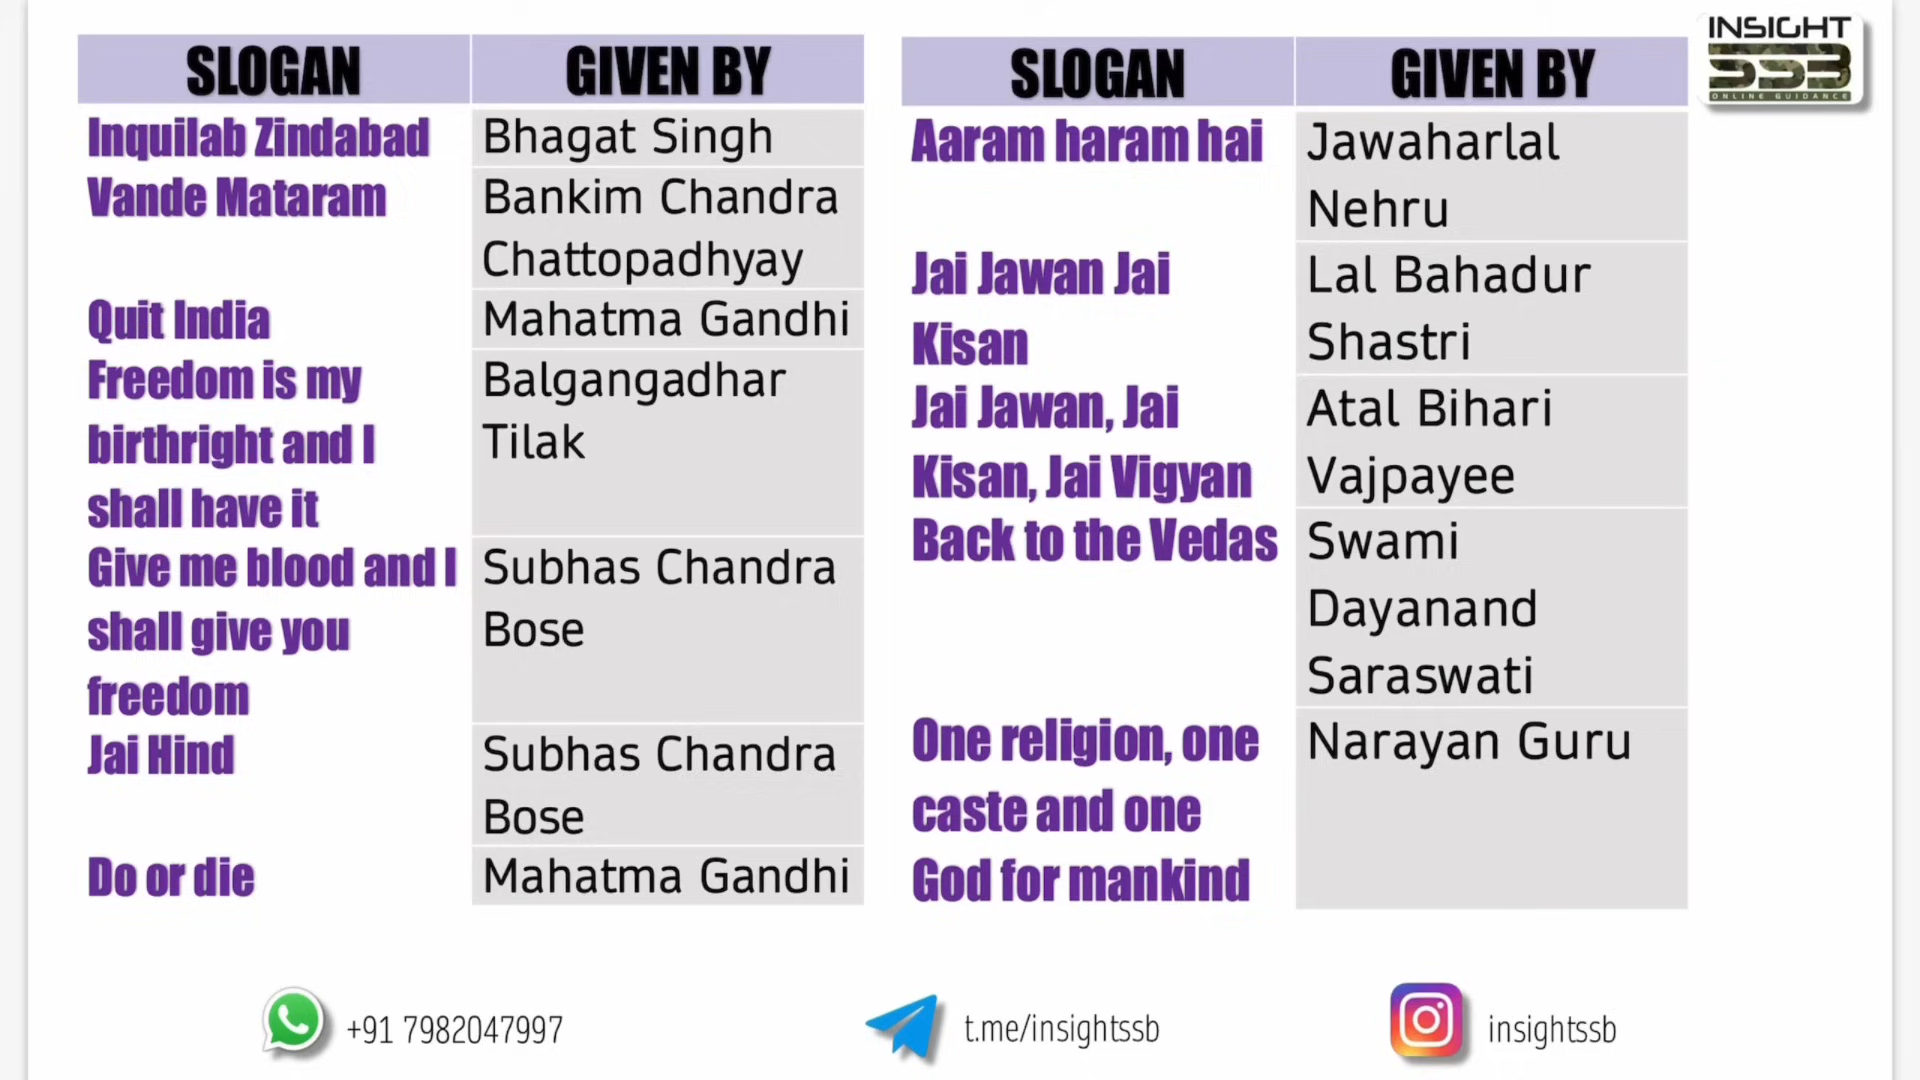 SLOGAN GIVEN BY
Inquilab Zindabad Bhagat Singh
Vande Mataram Bankim Chandra
Chattopadhyay
Quit India Mahatma Gandhi
Freedom is my Balgangadhar
birthright and I Tilak
shall have it
Give me blood and I Subhas Chandra
shall give you Bose
freedom
Jai Hind Subhas Chandra
Bose
Do or die Mahatma Gandhi
SLOGAN GIVEN BY
Aaram haram hai Jawaharlal
Nehru
Jai Jawan Jai Lal Bahadur
Kisan Shastri
Jai Jawan, Jai Atal Bihari
Kisan, Jai Vigyan Vajpayee
Back to the Vedas Swami
Dayanand
Saraswati
One religion, one Narayan Guru
caste and one
God for mankind
INSIGHT
SSB
ONLINE GUIDANCE
+91 7982047997
t.me/insightssb
insightssb